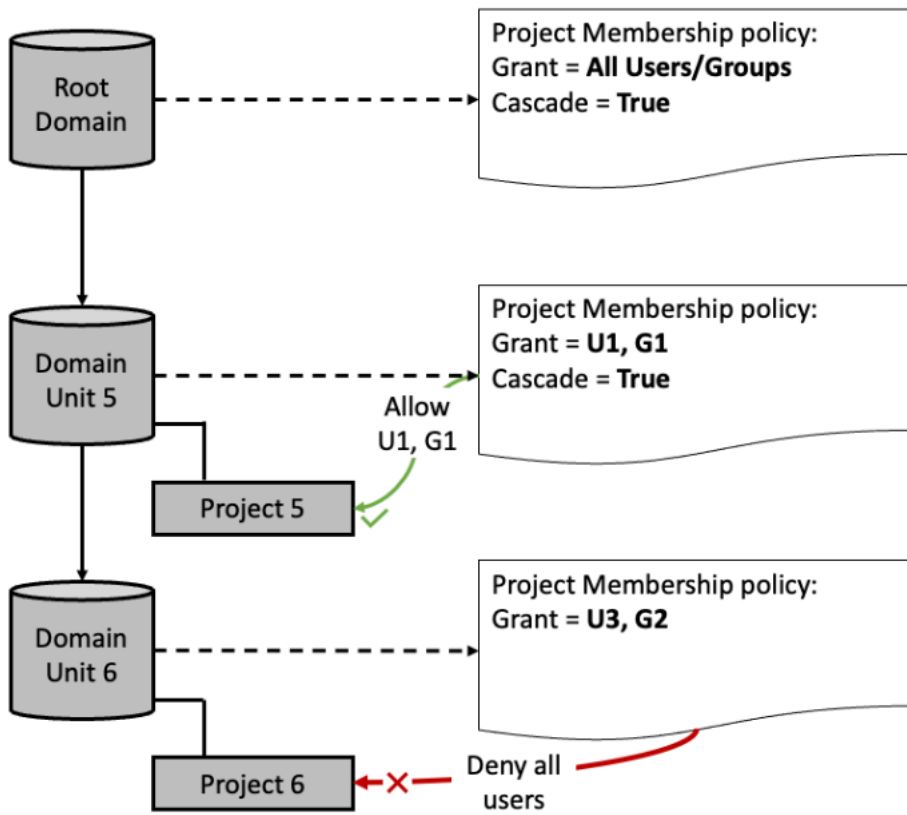 Root
Domain
Project Membership policy:
Grant = All Users/Groups
Cascade = True
Domain
Unit 5
Project Membership policy:
Grant = U1, G1
Cascade = True
Allow
U1, G1
Project 5
Domain
Unit 6
Project Membership policy:
Grant = U3, G2
Project 6
Deny all
users